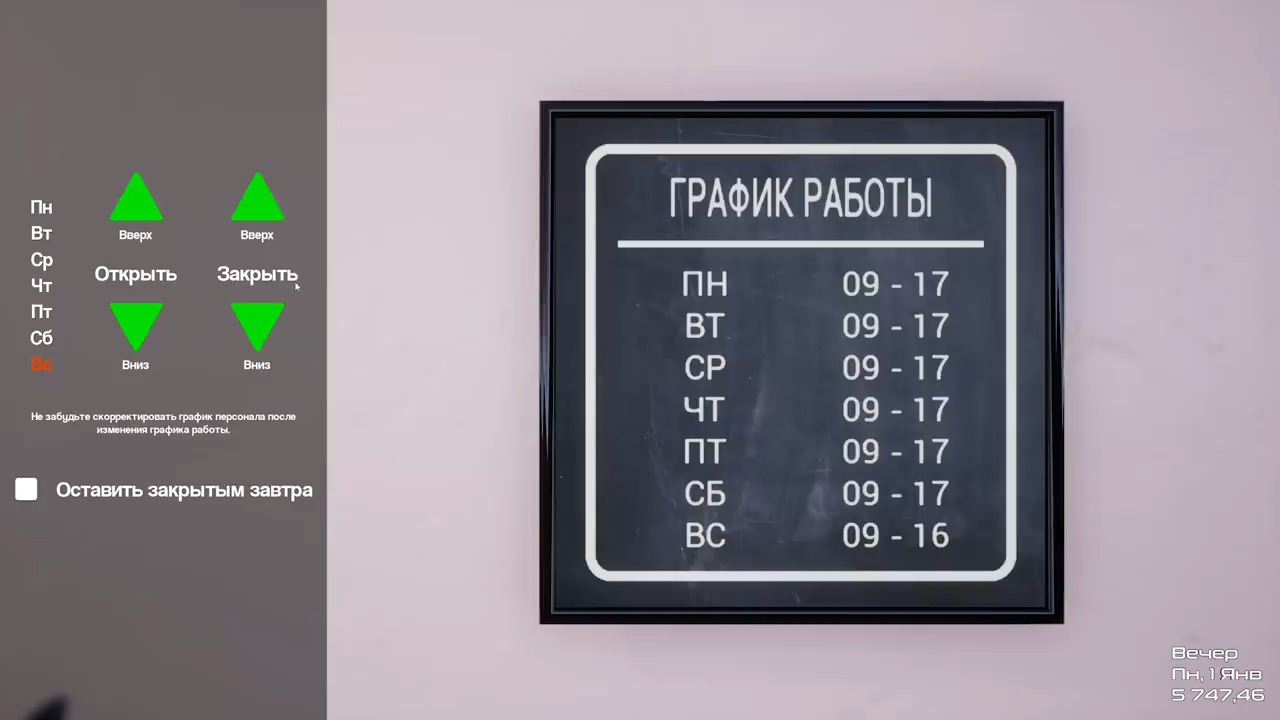 Пн
Вт
Ср
Чт
Пт
Сб
Вс
Вверх
Вверх
Открыть
Закрыть
Вниз
Вниз
Не забудьте скорректировать график персонала после
изменения графика работы.
Оставить закрытым завтра
ГРАФИК РАБОТЫ
ПН 09 - 17
ВТ 09 - 17
СР 09 - 17
ЧТ 09 - 17
ПТ 09 - 17
СБ 09 - 17
ВС 09 - 16
Вечер
Пн, 1 Янв
5 747,46